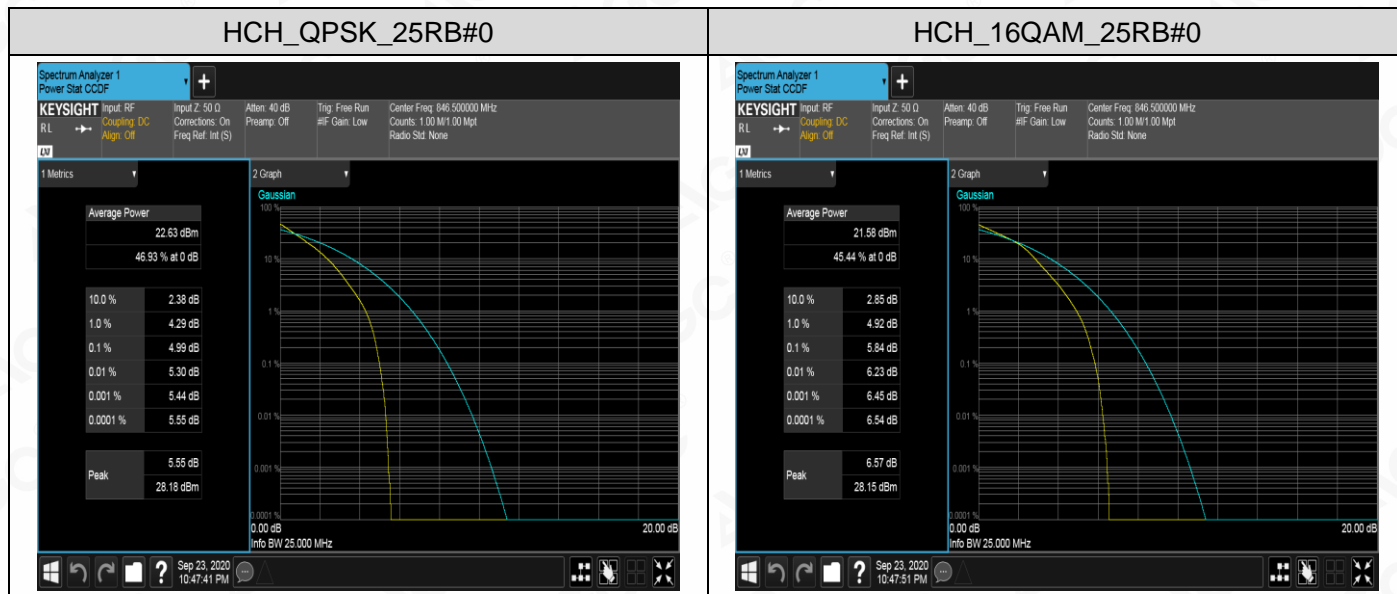 HCH_QPSK_25RB#0
Spectrum Analyzer 1
Power Stat CCDF
+
KEYSIGHT Input: RF
RL
Coupling: DC
Align: Off
LXI
Input Z: 50 Ω
Corrections: On
Freq Ref: Int (S)
Atten: 40 dB
Preamp: Off
Trig: Free Run
#IF Gain: Low
Center Freq: 846.500000 MHz
Counts: 1.00 M/1.00 Mpt
Radio Std: None
1 Metrics
Average Power
22.63 dBm
46.93 % at 0 dB
10.0 % 2.38 dB
1.0 % 4.29 dB
0.1 % 4.99 dB
0.01 % 5.30 dB
0.001 % 5.44 dB
0.0001 % 5.55 dB
Peak
5.55 dB
28.18 dBm
2 Graph
Gaussian
100 %
10 %
1 %
0.1 %
0.01 %
0.001 %
0.0001 %
0.00 dB 20.00 dB
Info BW 25.000 MHz
?
Sep 23, 2020
10:47:41 PM
HCH_16QAM_25RB#0
Spectrum Analyzer 1
Power Stat CCDF
+
KEYSIGHT Input: RF
RL
Coupling: DC
Align: Off
LXI
Input Z: 50 Ω
Corrections: On
Freq Ref: Int (S)
Atten: 40 dB
Preamp: Off
Trig: Free Run
#IF Gain: Low
Center Freq: 846.500000 MHz
Counts: 1.00 M/1.00 Mpt
Radio Std: None
1 Metrics
Average Power
21.58 dBm
45.44 % at 0 dB
10.0 % 2.85 dB
1.0 % 4.92 dB
0.1 % 5.84 dB
0.01 % 6.23 dB
0.001 % 6.45 dB
0.0001 % 6.54 dB
Peak
6.57 dB
28.15 dBm
2 Graph
Gaussian
100 %
10 %
1 %
0.1 %
0.01 %
0.001 %
0.0001 %
0.00 dB 20.00 dB
Info BW 25.000 MHz
?
Sep 23, 2020
10:47:51 PM